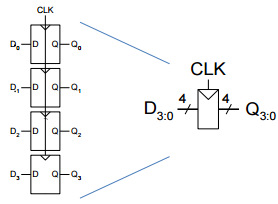 CLK
D0 D Q Q0
D1 D Q Q1
D2 D Q Q2
D3 D Q Q3
CLK
D3:0 4 4 Q3:0